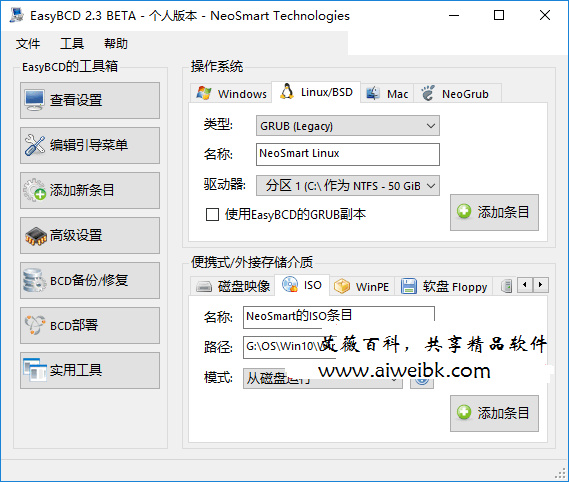 EasyBCD 2.3 BETA - 个人版本 - NeoSmart Technologies
文件 工具 帮助
EasyBCD的工具箱
查看设置
编辑引导菜单
添加新条目
高级设置
BCD备份/修复
BCD部署
实用工具
操作系统
Windows Linux/BSD Mac NeoGrub
类型: GRUB (Legacy)
名称: NeoSmart Linux
驱动器: 分区 1 (C:\ 作为 NTFS - 50 GiB
使用EasyBCD的GRUB副本
添加条目
便携式/外接存储介质
磁盘映像 ISO WinPE 软盘 Floppy
名称: NeoSmart的ISO条目
路径: G:\OS\Win10\
模式: 从磁盘运行
薇百科，共享精品软件
www.aiweibk.com
添加条目